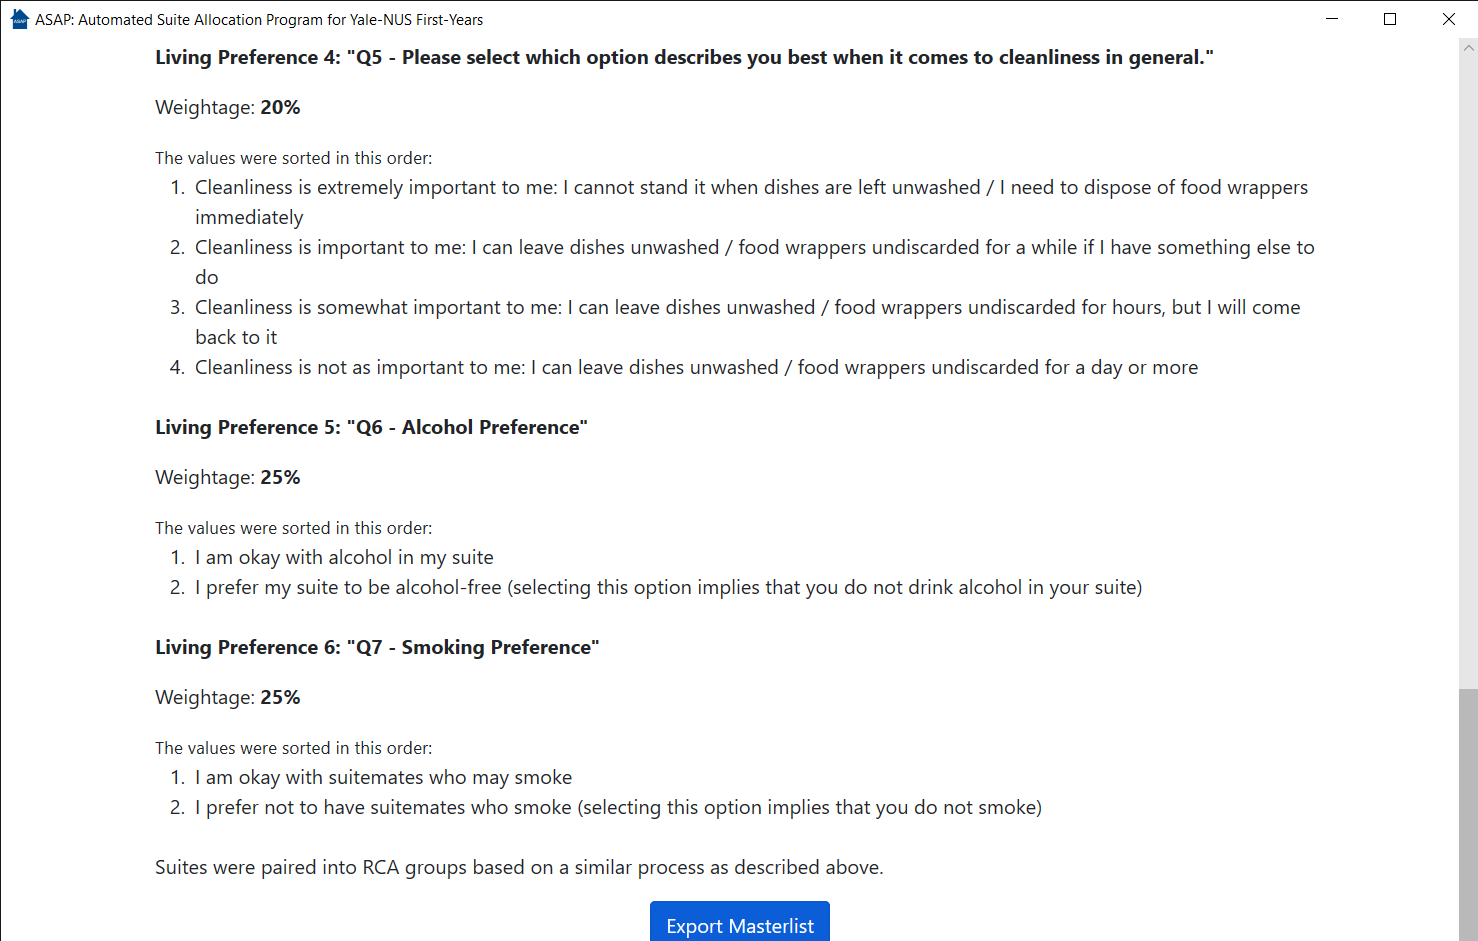 ASAP: Automated Suite Allocation Program for Yale-NUS First-Years
Living Preference 4: "Q5 - Please select which option describes you best when it comes to cleanliness in general."
Weightage: 20%
The values were sorted in this order:
1. Cleanliness is extremely important to me: I cannot stand it when dishes are left unwashed / I need to dispose of food wrappers
immediately
2. Cleanliness is important to me: I can leave dishes unwashed / food wrappers undiscarded for a while if I have something else to
do
3. Cleanliness is somewhat important to me: I can leave dishes unwashed / food wrappers undiscarded for hours, but I will come
back to it
4. Cleanliness is not as important to me: I can leave dishes unwashed / food wrappers undiscarded for a day or more
Living Preference 5: "Q6 - Alcohol Preference"
Weightage: 25%
The values were sorted in this order:
1. I am okay with alcohol in my suite
2. I prefer my suite to be alcohol-free (selecting this option implies that you do not drink alcohol in your suite)
Living Preference 6: "Q7 - Smoking Preference"
Weightage: 25%
The values were sorted in this order:
1. I am okay with suitemates who may smoke
2. I prefer not to have suitemates who smoke (selecting this option implies that you do not smoke)
Suites were paired into RCA groups based on a similar process as described above.
Export Masterlist